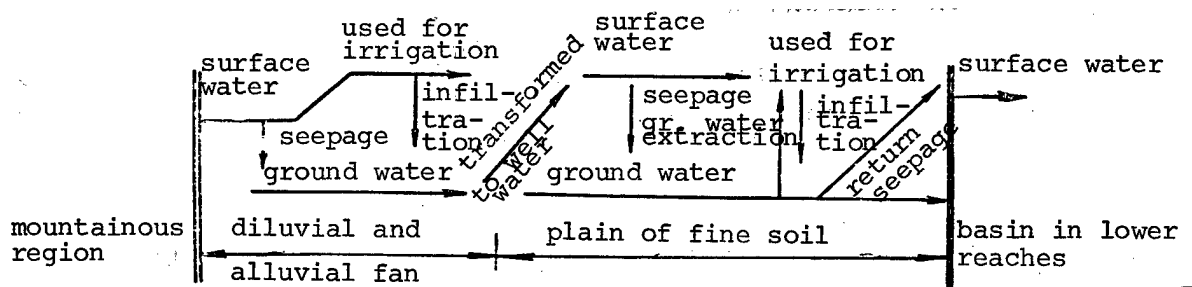 surface
water
used for
irrigation
infil-
tra-
tion
seepage
ground water
transformed
to well
water
surface
water
seepage
gr. water
extraction
ground water
used for
irrigation
infil-
tra-
tion
return
seepage
surface water
mountainous
region
diluvial and
alluvial fan
plain of fine soil
basin in lower
reaches